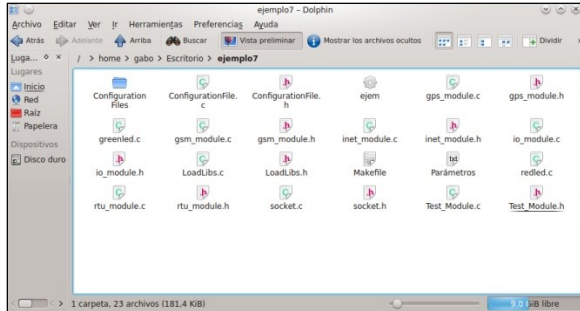 ejemplo7 - Dolphin
Archivo Editar Ver Ir Herramientas Preferencias Ayuda
Atrás Adelante Arriba Buscar Vista preliminar Mostrar los archivos ocultos Dividir
Luga...
/ > home > gabo > Escritorio > ejemplo7
Lugares
Inicio
Red
Raíz
Papelera
Dispositivos
Disco duro
Configuration
Files
ConfigurationFile.
c
ConfigurationFile.
h
ejem
gps_module.c
gps_module.h
greenled.c
gsm_module.c
gsm_module.h
inet_module.c
inet_module.h
io_module.c
io_module.h
LoadLibs.c
LoadLibs.h
Makefile
Parámetros
redled.c
rtu_module.c
rtu_module.h
socket.c
socket.h
Test_Module.c
Test_Module.h
1 carpeta, 23 archivos (181,4 KiB)
9,0 GiB libre